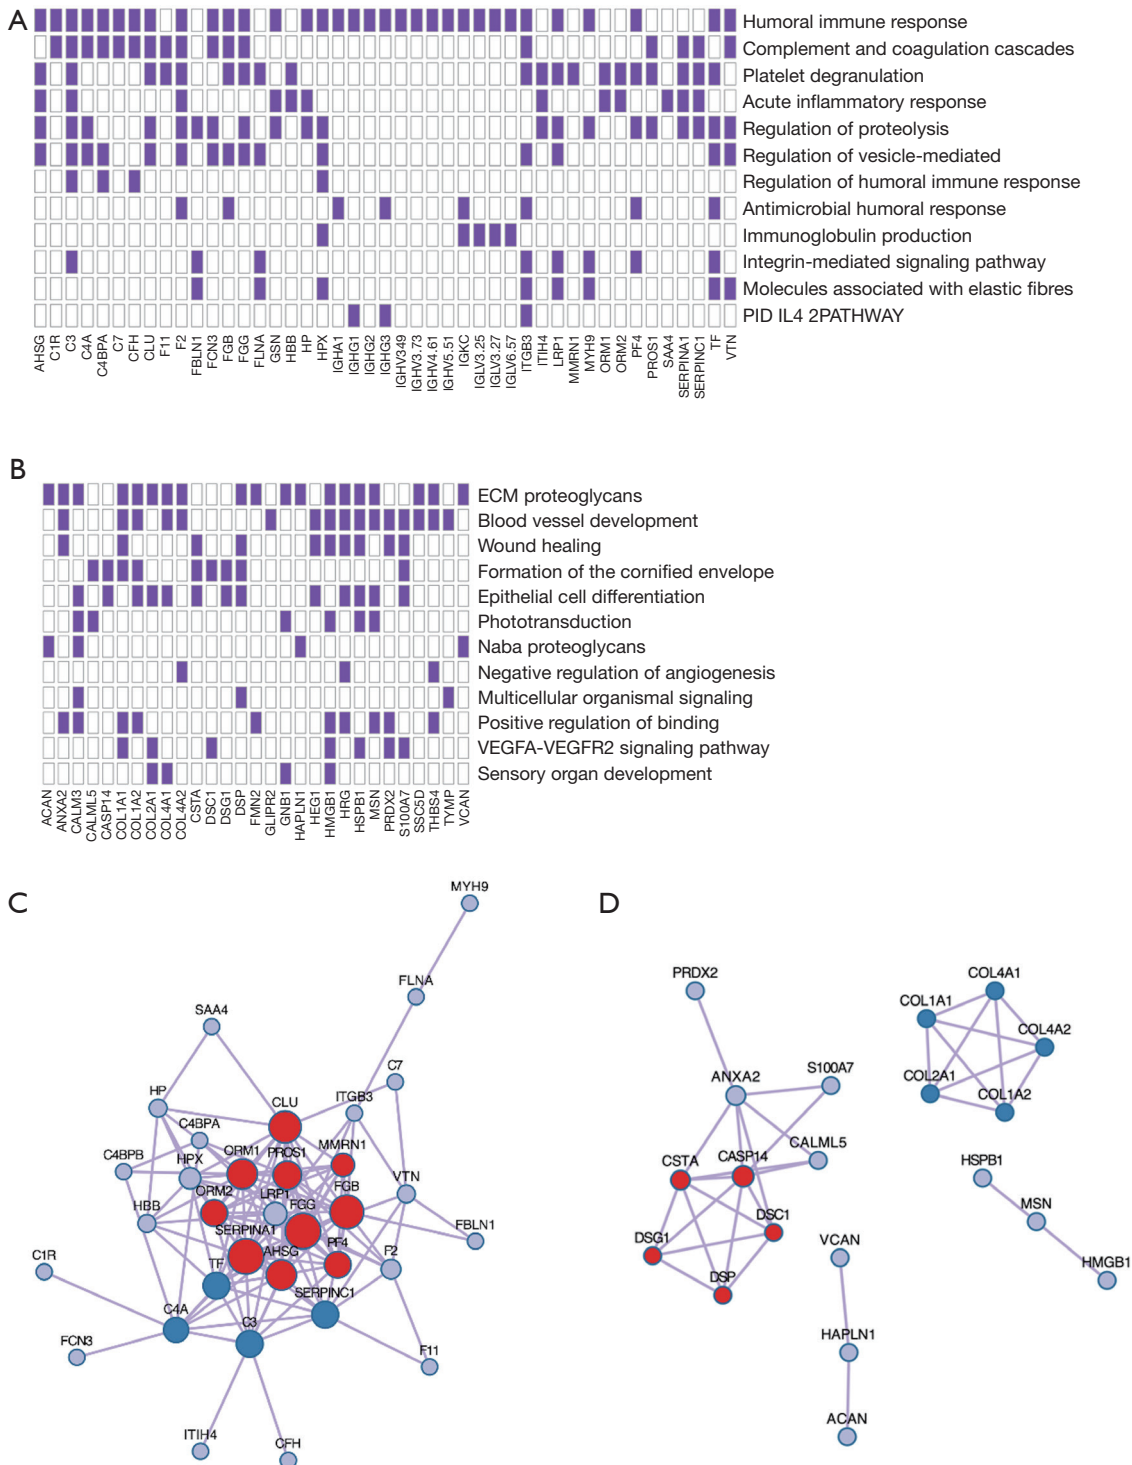 A
Humoral immune response
Complement and coagulation cascades
Platelet degranulation
Acute inflammatory response
Regulation of proteolysis
Regulation of vesicle-mediated
Regulation of humoral immune response
Antimicrobial humoral response
Immunoglobulin production
Integrin-mediated signaling pathway
Molecules associated with elastic fibres
PID IL4 2PATHWAY
AHSG
C1R
C3
C4A
C4BPA
C7
CFH
CLU
F11
F2
FBLN1
FCN3
FGB
FGG
FLNA
GSN
HBB
HP
HPX
IGHA1
IGHG1
IGHG2
IGHG3
IGHV349
IGHV3.73
IGHV4.61
IGHV5.51
IGKC
IGLV3.25
IGLV3.27
IGLV6.57
ITGB3
ITIH4
LRP1
MMRN1
MYH9
ORM1
ORM2
PF4
PROS1
SAA4
SERPINA1
SERPINC1
TF
VTN
B
ECM proteoglycans
Blood vessel development
Wound healing
Formation of the cornified envelope
Epithelial cell differentiation
Phototransduction
Naba proteoglycans
Negative regulation of angiogenesis
Multicellular organismal signaling
Positive regulation of binding
VEGFA-VEGFR2 signaling pathway
Sensory organ development
ACAN
ANXA2
CALM3
CALML5
CASP14
COL1A1
COL1A2
COL2A1
COL4A1
COL4A2
CSTA
DSC1
DSG1
DSP
FMN2
GLIPR2
GNB1
HAPLN1
HEG1
HMGB1
HRG
HSPB1
MSN
PRDX2
S100A7
SSC5D
THBS4
TYMP
VCAN
C
MYH9
FLNA
SAA4
C7
HP
CLU
ITGB3
C4BPA
C4BPB
HPX
ORM1
PROS1
MMRN1
ORM2
LRP1
FGB
VTN
HBB
FGG
FBLN1
SERPINA1
C1R
TF
AHSG
PF4
F2
SERPINC1
C4A
C3
FCN3
F11
ITIH4
CFH
D
PRDX2
COL4A1
COL1A1
COL4A2
ANXA2
S100A7
COL2A1
COL1A2
CALML5
CSTA
CASP14
HSPB1
DSC1
MSN
DSG1
VCAN
HMGB1
DSP
HAPLN1
ACAN